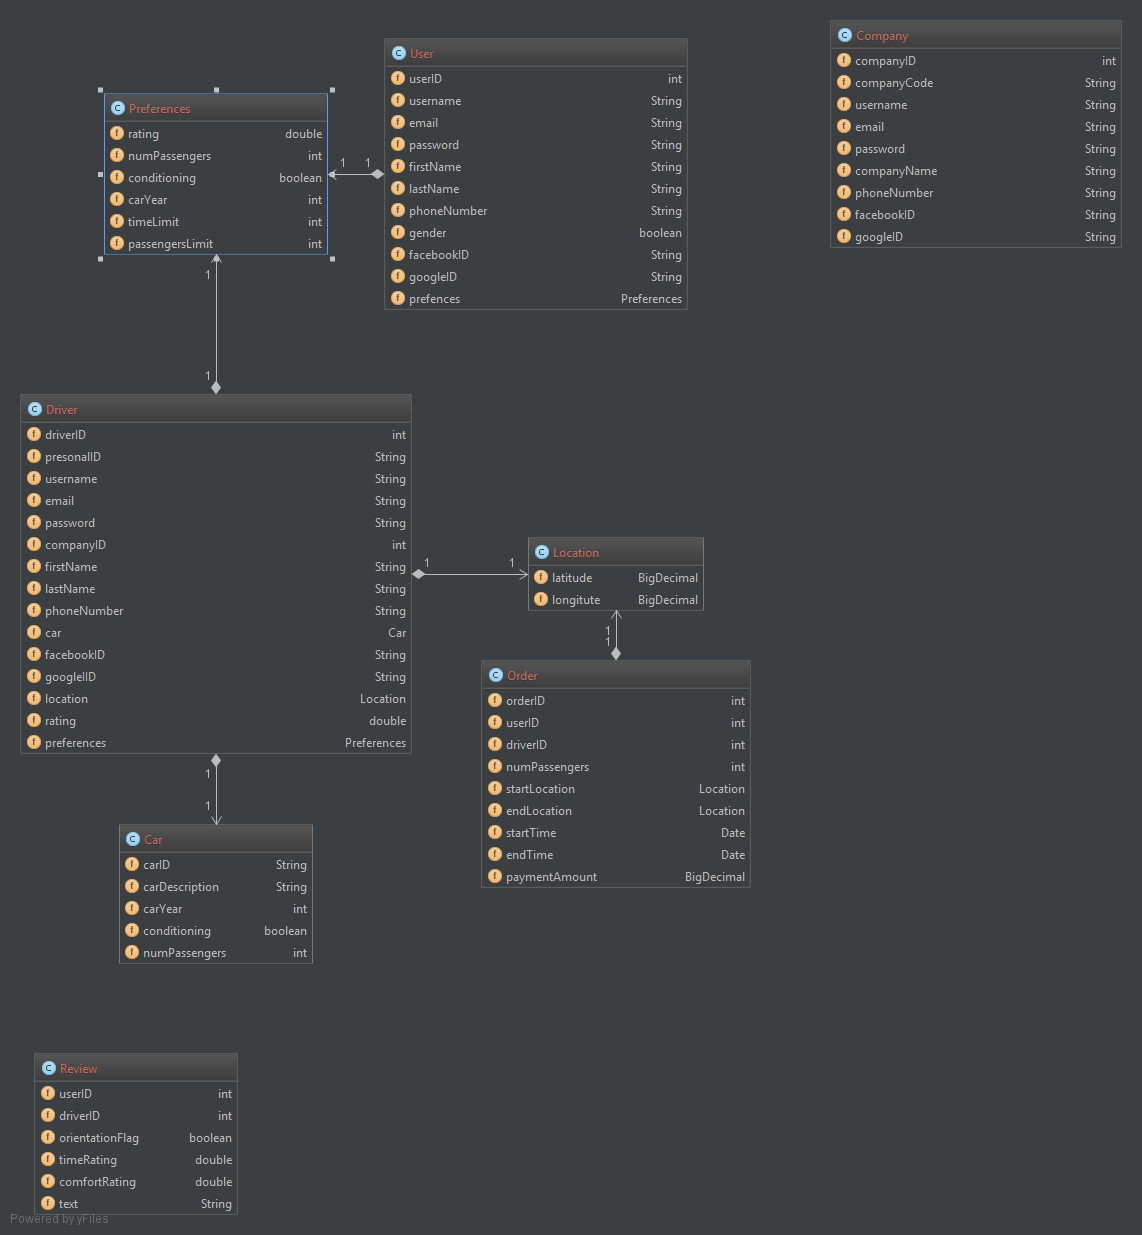 C User
f userID int
f username String
f email String
f password String
f firstName String
f lastName String
f phoneNumber String
f gender boolean
f facebookID String
f googleID String
f prefences Preferences
C Company
f companyID int
f companyCode String
f username String
f email String
f password String
f companyName String
f phoneNumber String
f facebookID String
f googleID String
C Preferences
f rating double
f numPassengers int
f conditioning boolean
f carYear int
f timeLimit int
f passengersLimit int
1 1
1
1
C Driver
f driverID int
f presonalID String
f username String
f email String
f password String
f companyID int
f firstName String
f lastName String
f phoneNumber String
f car Car
f facebookID String
f googlelID String
f location Location
f rating double
f preferences Preferences
1 1
C Location
f latitude BigDecimal
f longitute BigDecimal
1
1
C Order
f orderID int
f userID int
f driverID int
f numPassengers int
f startLocation Location
f endLocation Location
f startTime Date
f endTime Date
f paymentAmount BigDecimal
1
1
C Car
f carID String
f carDescription String
f carYear int
f conditioning boolean
f numPassengers int
C Review
f userID int
f driverID int
f orientationFlag boolean
f timeRating double
f comfortRating double
f text String
Powered by yFiles